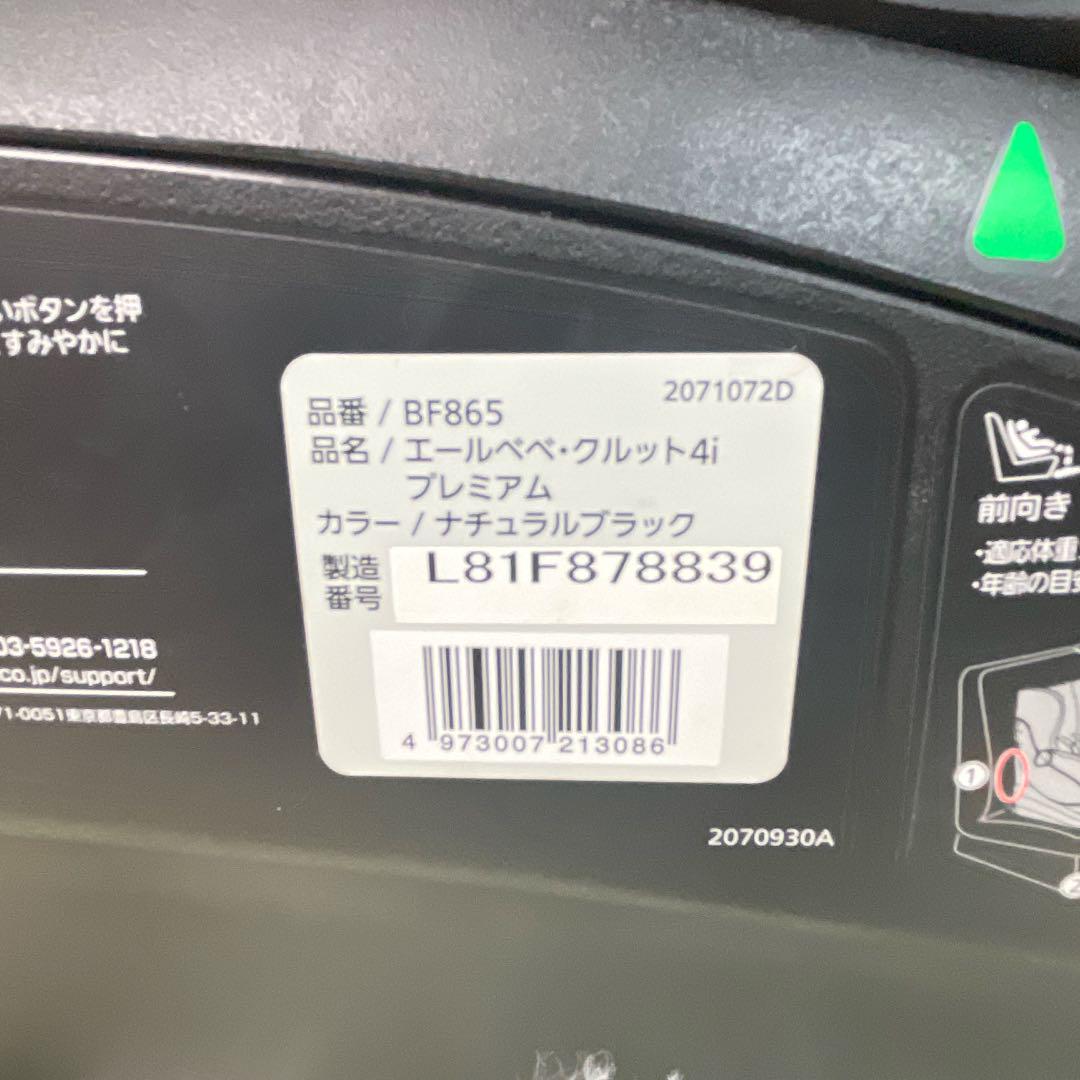 いボタンを押
すみやかに
2071072D
品番 / BF865
品名 / エールベベ・クルット4i
プレミアム
カラー / ナチュラルブラック
製造
番号
L81F878839
4 973007 213086
03-5926-1218
co.jp/support/
71-0051東京都豊島区長崎5-33-11
2070930A
前向き
・適応体重
・年齢の目安
1
2